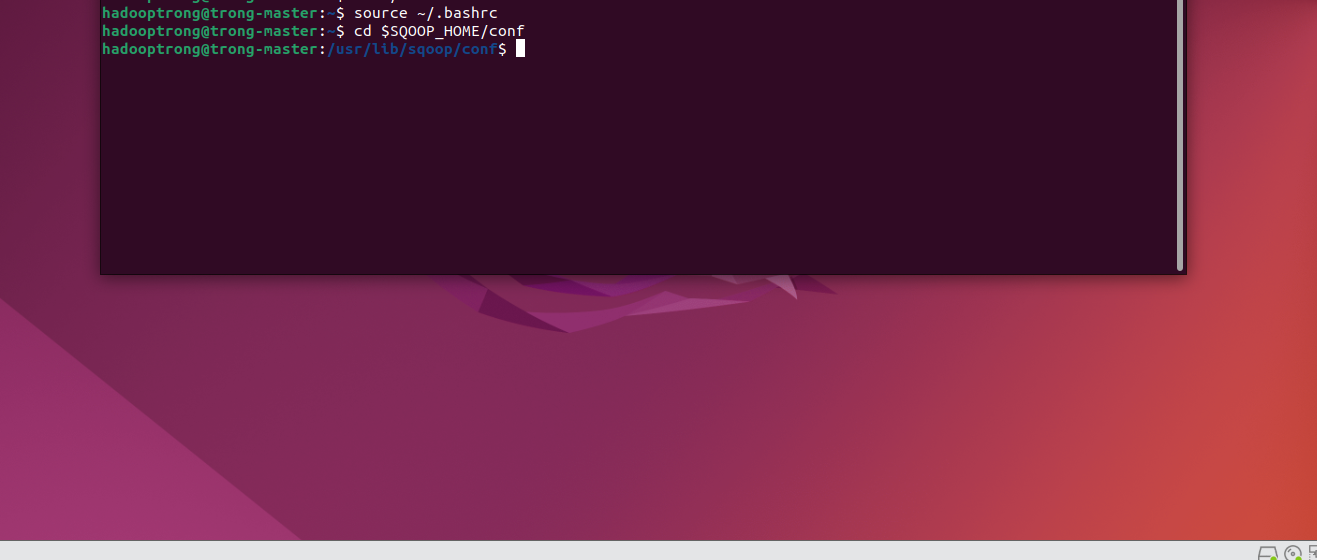 hadooptrong@trong-master:~$ source ~/.bashrc
hadooptrong@trong-master:~$ cd $SQOOP_HOME/conf
hadooptrong@trong-master:/usr/lib/sqoop/conf$